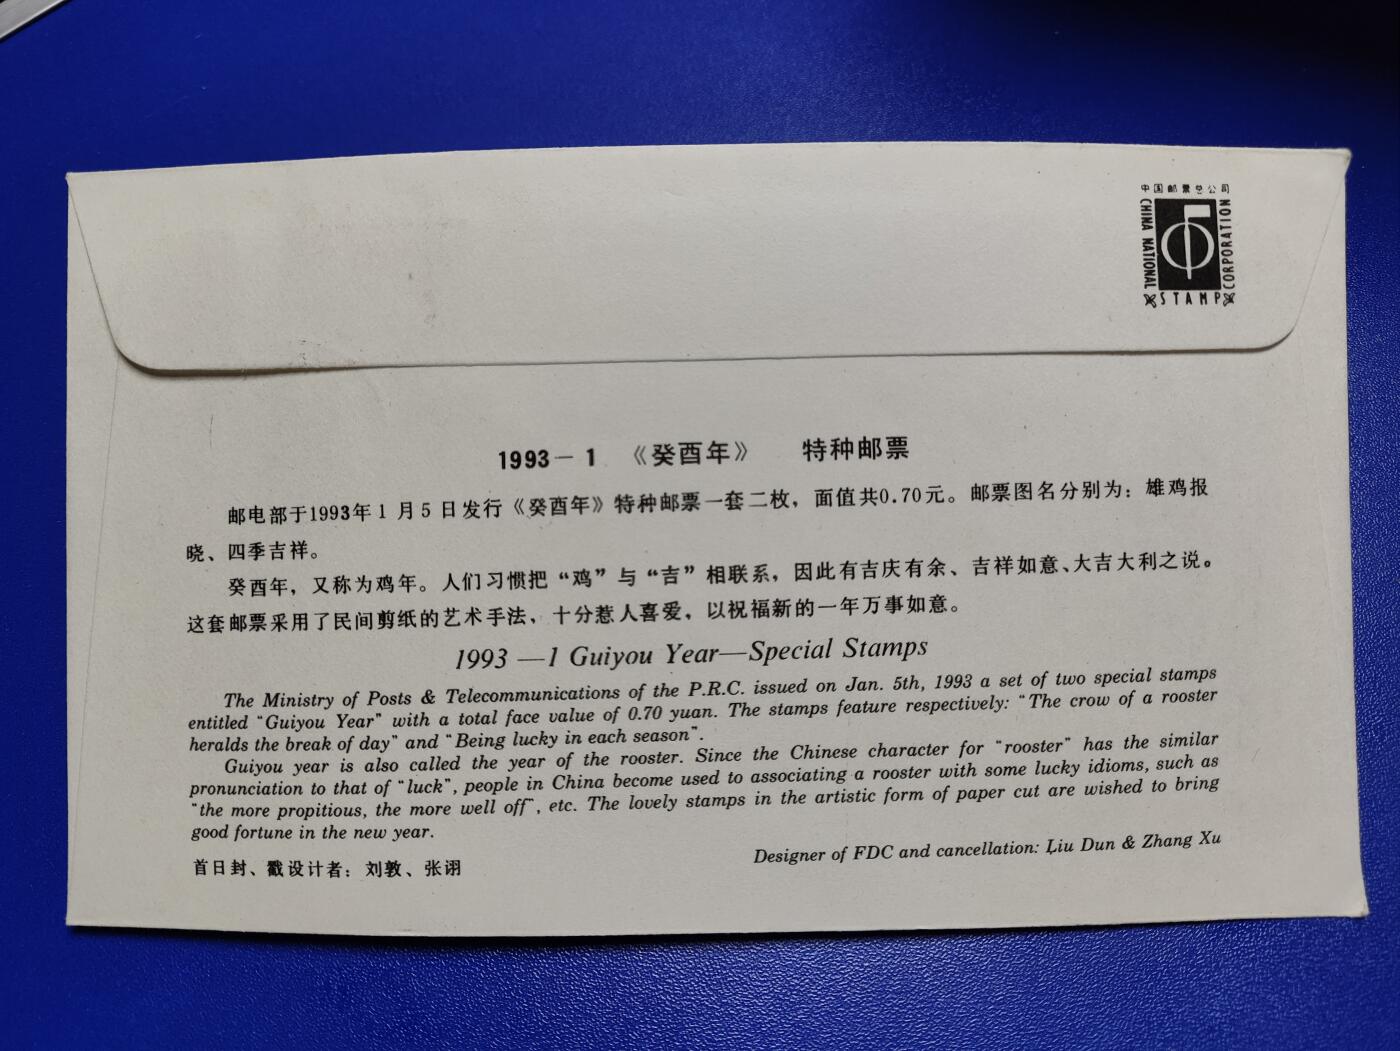 中国邮票总公司
CHINA NATIONAL
STAMP
CORPORATION
1993－1 《癸酉年》 特种邮票
邮电部于1993年1月5日发行《癸酉年》特种邮票一套二枚，面值共0.70元。邮票图名分别为：雄鸡报
晓、四季吉祥。
癸酉年，又称为鸡年。人们习惯把“鸡”与“吉”相联系，因此有吉庆有余、吉祥如意、大吉大利之说。
这套邮票采用了民间剪纸的艺术手法，十分惹人喜爱，以祝福新的一年万事如意。
1993 —1 Guiyou Year—Special Stamps
The Ministry of Posts & Telecommunications of the P.R.C. issued on Jan. 5th, 1993 a set of two special stamps
entitled "Guiyou Year" with a total face value of 0.70 yuan. The stamps feature respectively: "The crow of a rooster
heralds the break of day" and "Being lucky in each season".
Guiyou year is also called the year of the rooster. Since the Chinese character for "rooster" has the similar
pronunciation to that of "luck", people in China become used to associating a rooster with some lucky idioms, such as
"the more propitious, the more well off", etc. The lovely stamps in the artistic form of paper cut are wished to bring
good fortune in the new year.
首日封、戳设计者：刘敦、张诩
Designer of FDC and cancellation: Liu Dun & Zhang Xu